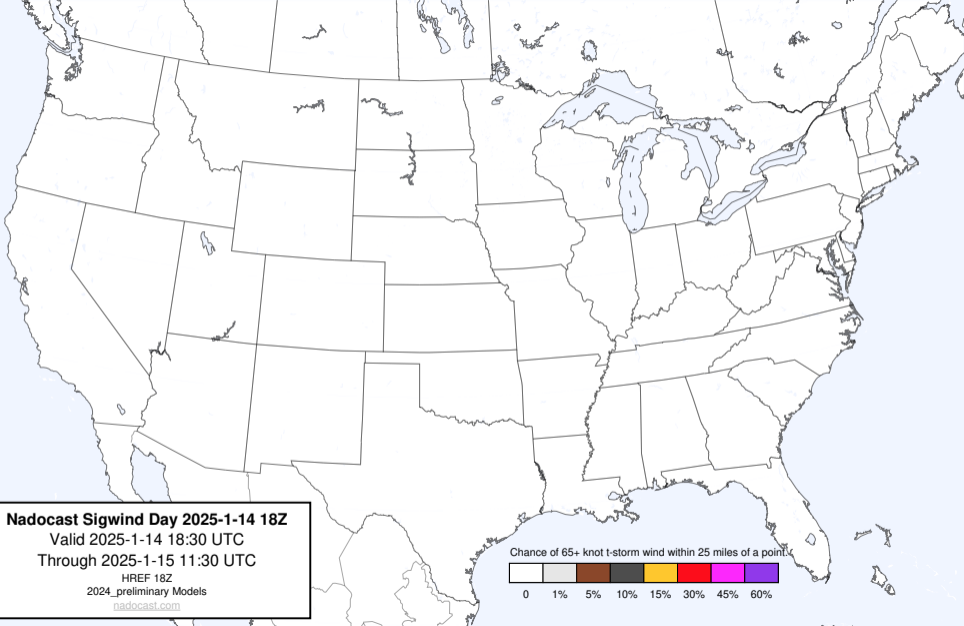 Nadocast Sigwind Day 2025-1-14 18Z
Valid 2025-1-14 18:30 UTC
Through 2025-1-15 11:30 UTC
HREF 18Z
2024_preliminary Models
nadocast.com
Chance of 65+ knot t-storm wind within 25 miles of a point.
0 1% 5% 10% 15% 30% 45% 60%